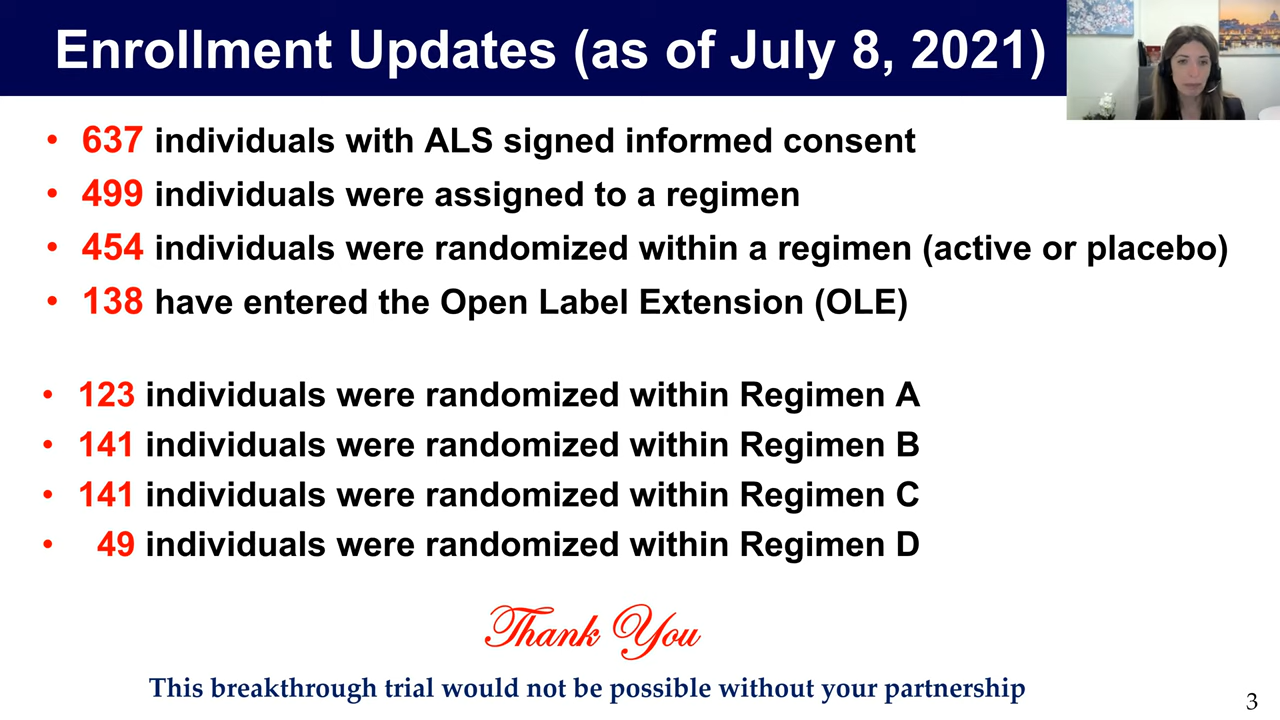 Enrollment Updates (as of July 8, 2021)
• 637 individuals with ALS signed informed consent
• 499 individuals were assigned to a regimen
• 454 individuals were randomized within a regimen (active or placebo)
• 138 have entered the Open Label Extension (OLE)
• 123 individuals were randomized within Regimen A
• 141 individuals were randomized within Regimen B
• 141 individuals were randomized within Regimen C
• 49 individuals were randomized within Regimen D
Thank You
This breakthrough trial would not be possible without your partnership
3